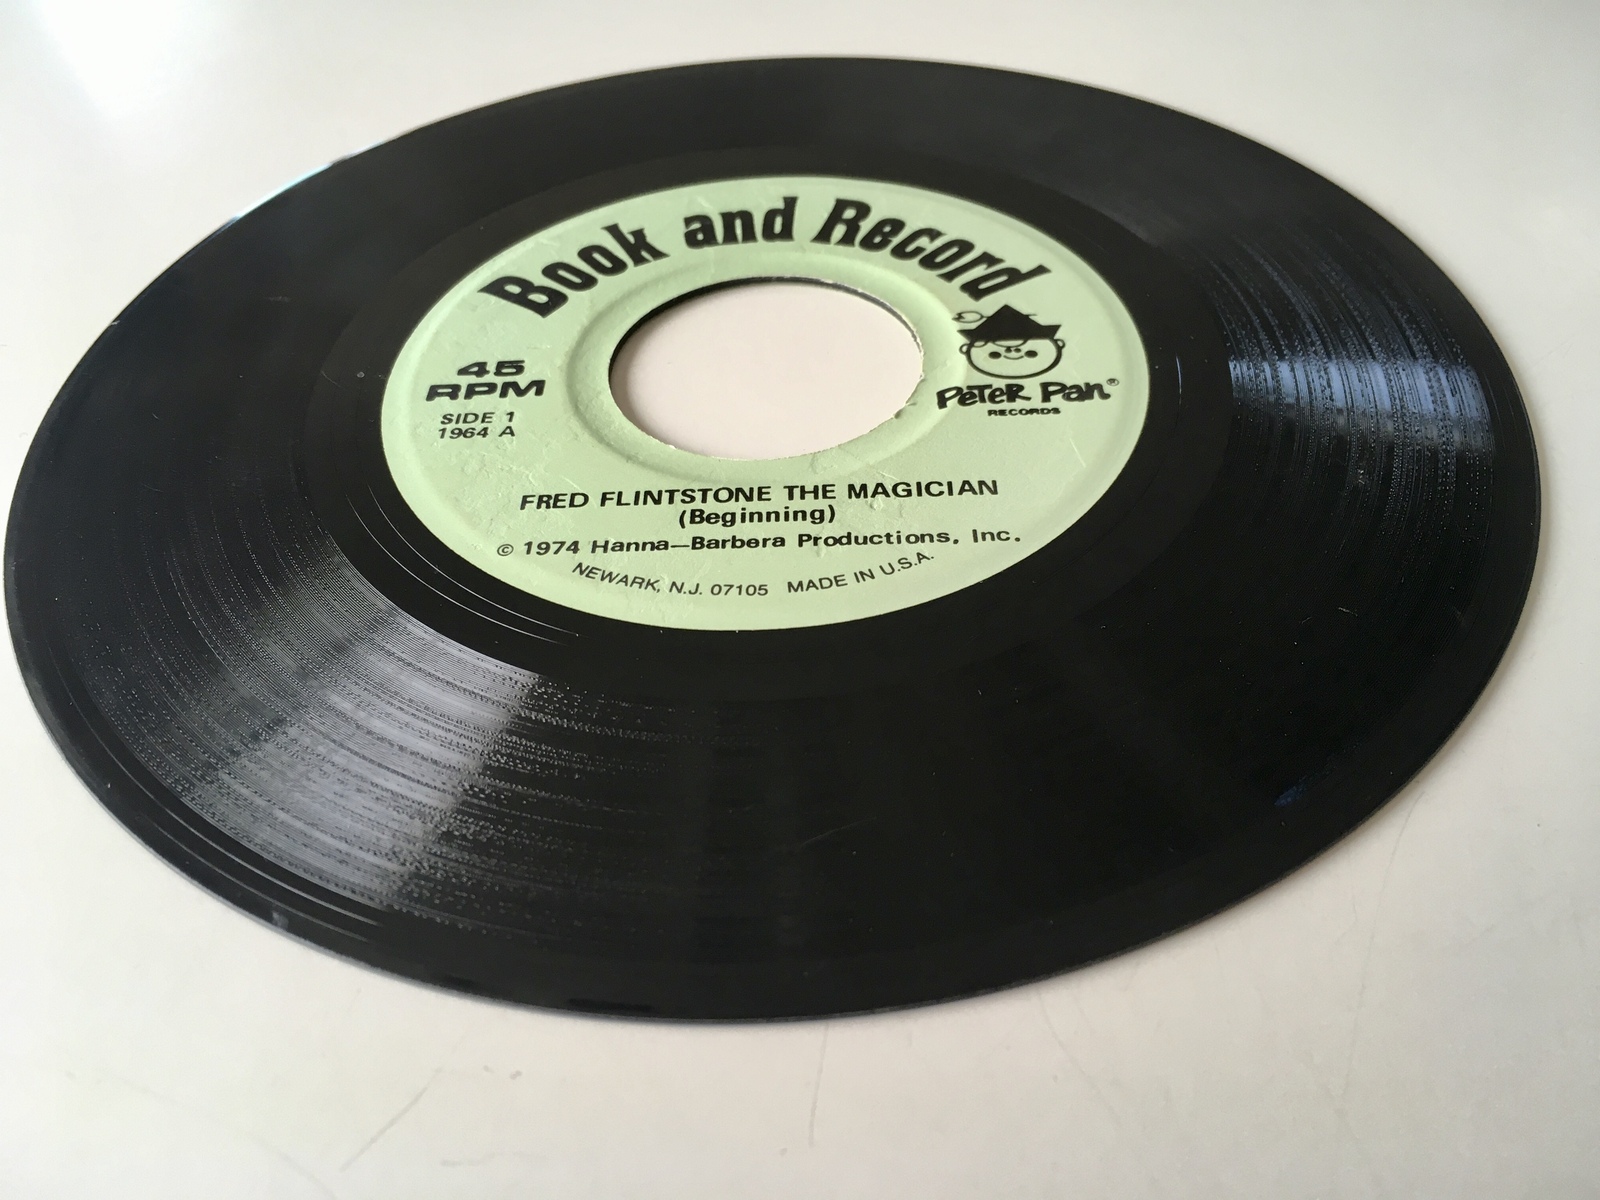 Book and Record
45
RPM
SIDE 1
1964 A
PETER PAN®
RECORDS
FRED FLINTSTONE THE MAGICIAN
(Beginning)
© 1974 Hanna—Barbera Productions, Inc.
NEWARK, N.J. 07105 MADE IN U.S.A.